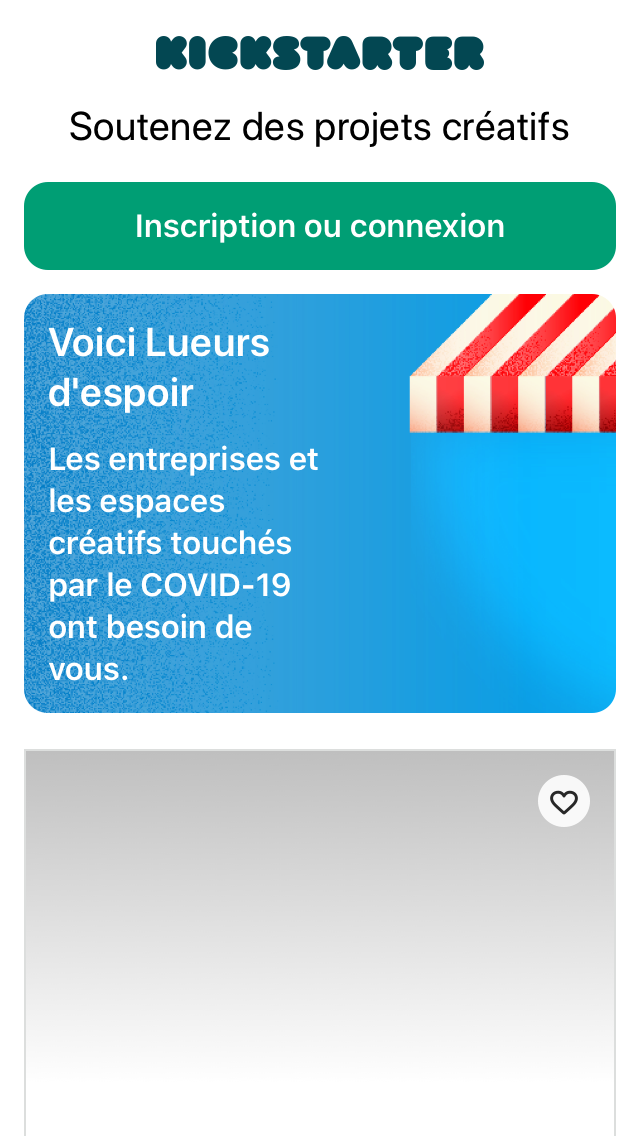 KICKSTARTER
Soutenez des projets créatifs
Inscription ou connexion
Voici Lueurs
d'espoir
Les entreprises et
les espaces
créatifs touchés
par le COVID-19
ont besoin de
vous.